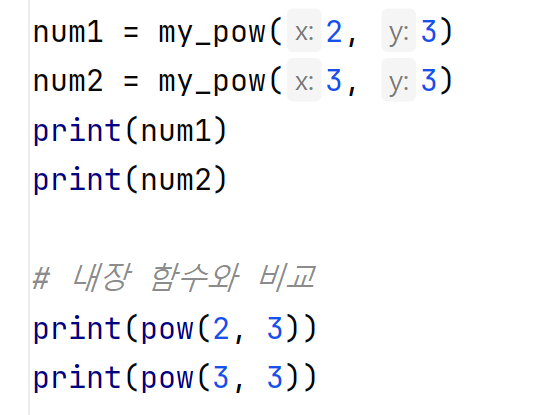 num1 = my_pow(x: 2, y: 3)
num2 = my_pow(x: 3, y: 3)
print(num1)
print(num2)
# 내장 함수와 비교
print(pow(2, 3))
print(pow(3, 3))